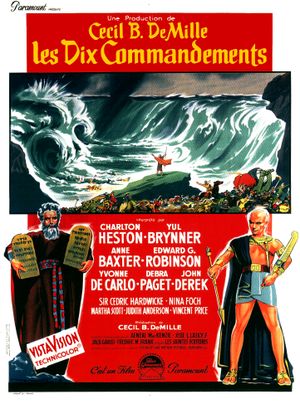 Paramount présente
Une Production de
Cecil B. DeMille
Les Dix Commandements
Interprétée par
CHARLTON YUL
HESTON-BRYNNER
ANNE EDWARD G.
BAXTER-ROBINSON
YVONNE DEBRA JOHN
DE CARLO-PAGET-DEREK
SIR CEDRIC HARDWICKE - NINA FOCH
MARTHA SCOTT - JUDITH ANDERSON - VINCENT PRICE
CECIL B. DeMILLE
VISTAVISION
TECHNICOLOR
C'est un Film Paramount